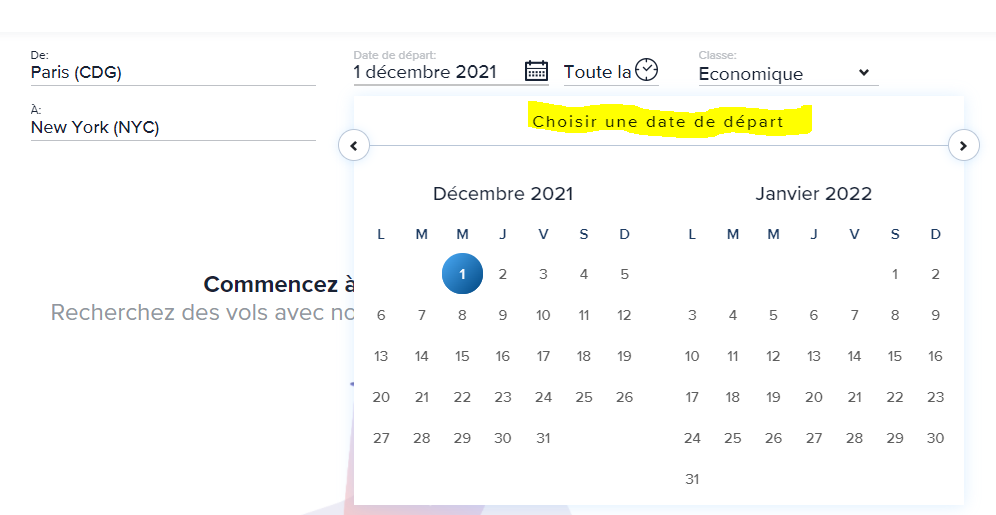 De:
Paris (CDG)
Date de départ:
1 décembre 2021
Toute la
Classe:
Economique
À:
New York (NYC)
Choisir une date de départ
Décembre 2021
L M M J V S D
1 2 3 4 5
6 7 8 9 10 11 12
13 14 15 16 17 18 19
20 21 22 23 24 25 26
27 28 29 30 31
Janvier 2022
L M M J V S D
1 2
3 4 5 6 7 8 9
10 11 12 13 14 15 16
17 18 19 20 21 22 23
24 25 26 27 28 29 30
31
Commencez à
Recherchez des vols avec no